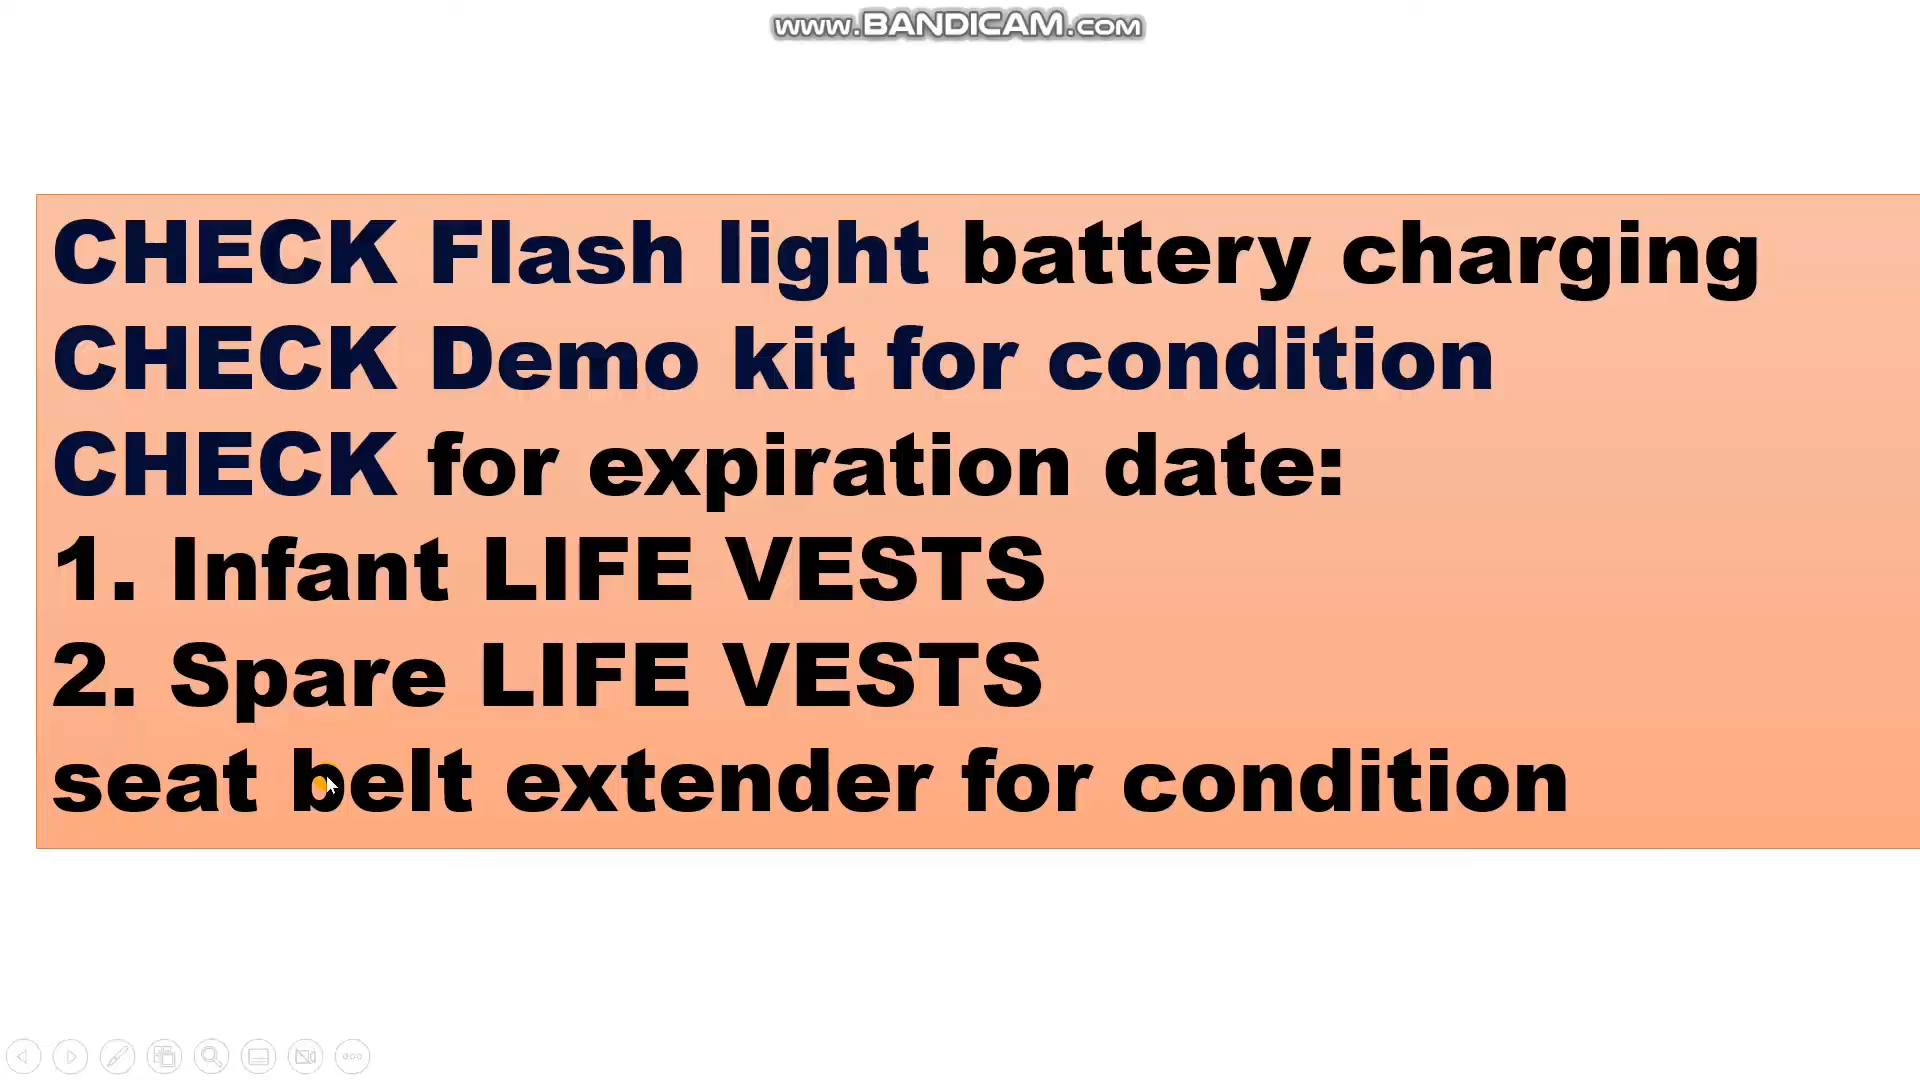 www.BANDICAM.com
CHECK Flash light battery charging
CHECK Demo kit for condition
CHECK for expiration date:
1. Infant LIFE VESTS
2. Spare LIFE VESTS
seat belt extender for condition